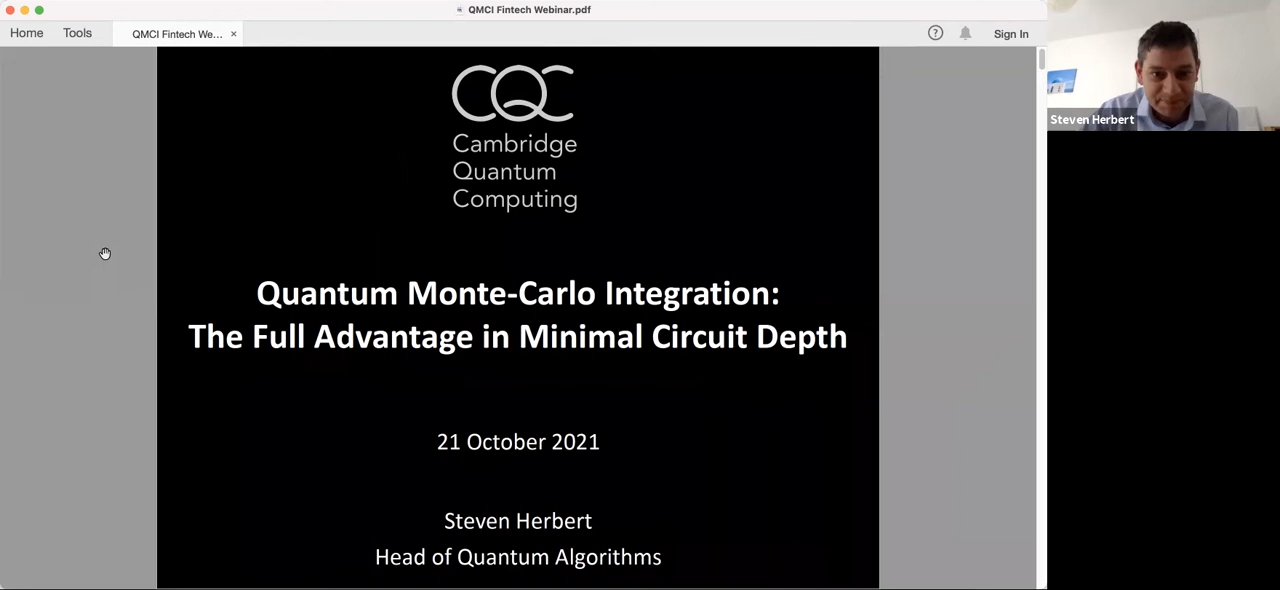 QMCI Fintech Webinar.pdf
Home
Tools
QMCI Fintech We... ×
?
Sign In
Steven Herbert
CQC
Cambridge
Quantum
Computing
Quantum Monte-Carlo Integration:
The Full Advantage in Minimal Circuit Depth
21 October 2021
Steven Herbert
Head of Quantum Algorithms